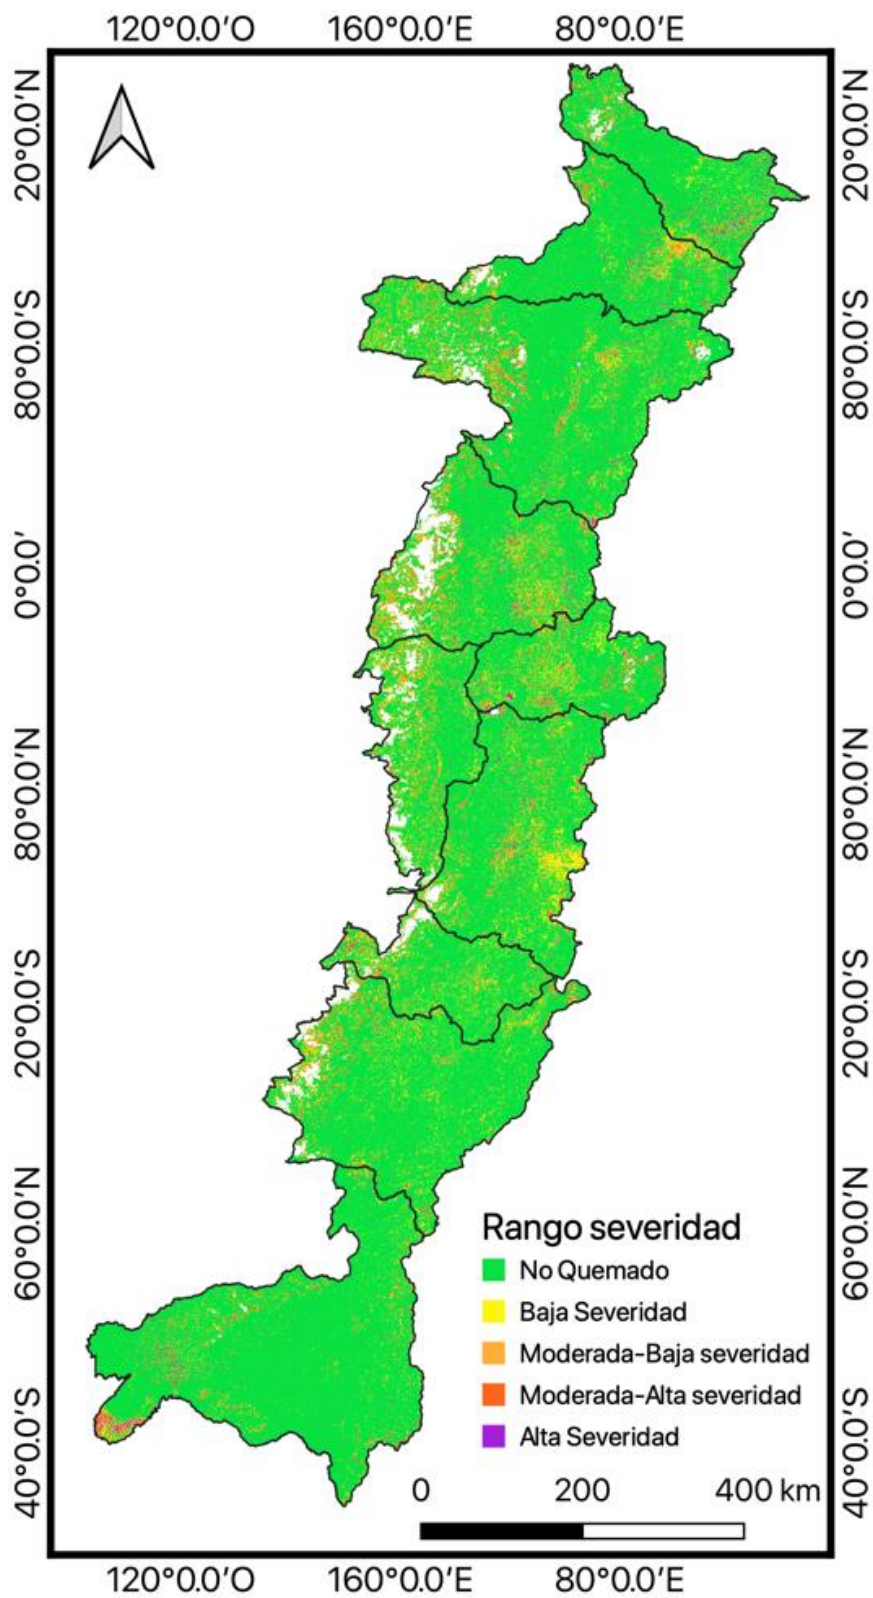 120°0.0'O 160°0.0'E 80°0.0'E
20°0.0'N
20°0.0'N
80°0.0'S
80°0.0'S
0°0.0'
0°0.0'
80°0.0'N
80°0.0'N
20°0.0'S
20°0.0'S
60°0.0'N
60°0.0'N
40°0.0'S
40°0.0'S
Rango severidad
No Quemado
Baja Severidad
Moderada-Baja severidad
Moderada-Alta severidad
Alta Severidad
0 200 400 km
120°0.0'O 160°0.0'E 80°0.0'E